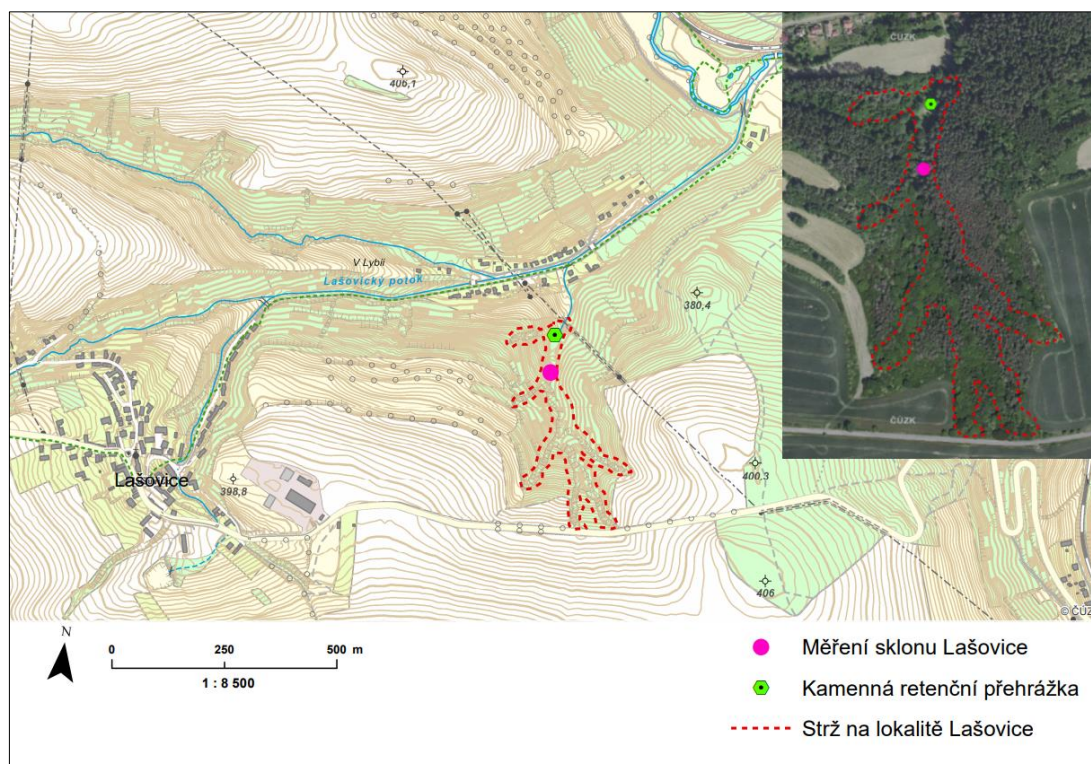 406,1
ČÚZK
V Lybii
Lašovický potok
380,4
ČÚZK
Lašovice
398,8
400,3
406
© ČÚZ
N
0 250 500 m
1 : 8 500
Měření sklonu Lašovice
Kamenná retenční přehrážka
Strž na lokalitě Lašovice